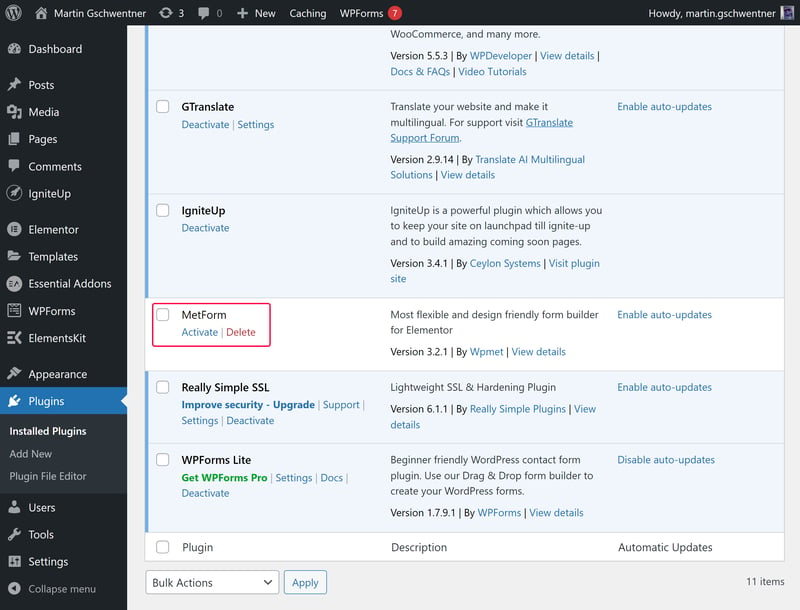 Martin Gschwentner 3 0 New Caching WPForms 7 Howdy, martin.gschwentner
Dashboard
Posts
Media
Pages
Comments
IgniteUp
Elementor
Templates
Essential Addons
WPForms
ElementsKit
Appearance
Plugins
Installed Plugins
Add New
Plugin File Editor
Users
Tools
Settings
Collapse menu
WooCommerce, and many more.
Version 5.5.3 | By WPDeveloper | View details |
Docs & FAQs | Video Tutorials
GTranslate
Deactivate | Settings
Translate your website and make it
multilingual. For support visit GTranslate
Support Forum.
Version 2.9.14 | By Translate AI Multilingual
Solutions | View details
Enable auto-updates
IgniteUp
Deactivate
IgniteUp is a powerful plugin which allows you
to keep your site on launchpad till ignite-up
and to build amazing coming soon pages.
Version 3.4.1 | By Ceylon Systems | Visit plugin
site
MetForm
Activate | Delete
Most flexible and design friendly form builder
for Elementor
Version 3.2.1 | By Wpmet | View details
Enable auto-updates
Really Simple SSL
Improve security - Upgrade | Support |
Settings | Deactivate
Lightweight SSL & Hardening Plugin
Version 6.1.1 | By Really Simple Plugins | View
details
Enable auto-updates
WPForms Lite
Get WPForms Pro | Settings | Docs |
Deactivate
Beginner friendly WordPress contact form
plugin. Use our Drag & Drop form builder to
create your WordPress forms.
Version 1.7.9.1 | By WPForms | View details
Disable auto-updates
Plugin Description Automatic Updates
Bulk Actions Apply 11 items